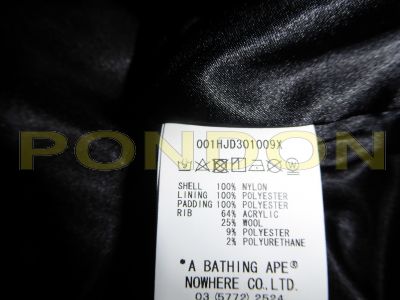 001HJD301009X
SHELL 100% NYLON
LINING 100% POLYESTER
PADDING 100% POLYESTER
RIB 64% ACRYLIC
25% WOOL
9% POLYESTER
2% POLYURETHANE
*A BATHING APE®
NOWHERE CO., LTD.
03 (5772) 2524
PONDON